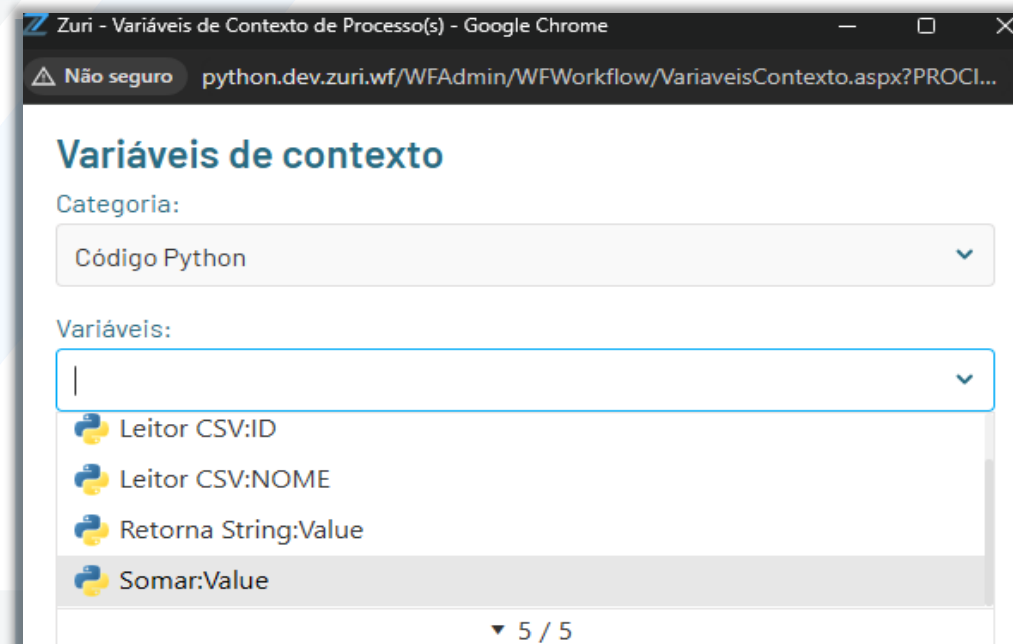 Zuri - Variáveis de Contexto de Processo(s) - Google Chrome
Não seguro python.dev.zuri.wf/WFAdmin/WFWorkflow/VariaveisContexto.aspx?PROCI...
Variáveis de contexto
Categoria:
Código Python
Variáveis:
Leitor CSV:ID
Leitor CSV:NOME
Retorna String:Value
Somar:Value
5 / 5